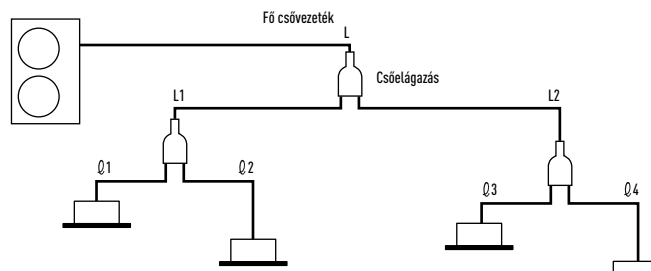 Fő csővezeték
L
Csőelágazás
L1
L2
ℓ1
ℓ2
ℓ3
ℓ4